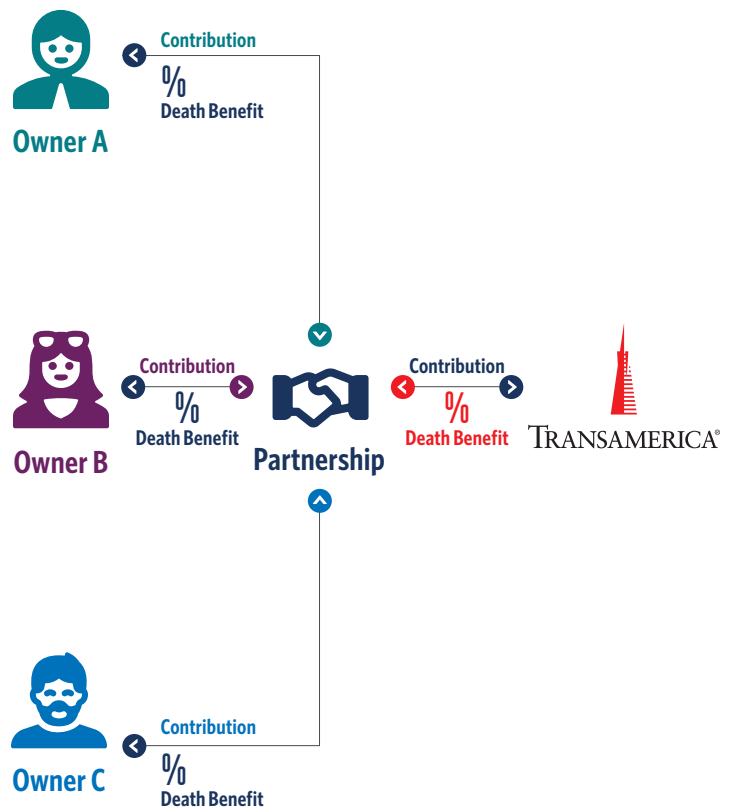 Contribution
%
Death Benefit
Owner A
Contribution
%
Death Benefit
Owner B
Partnership
Contribution
%
Death Benefit
TRANSAMERICA®
Contribution
%
Death Benefit
Owner C